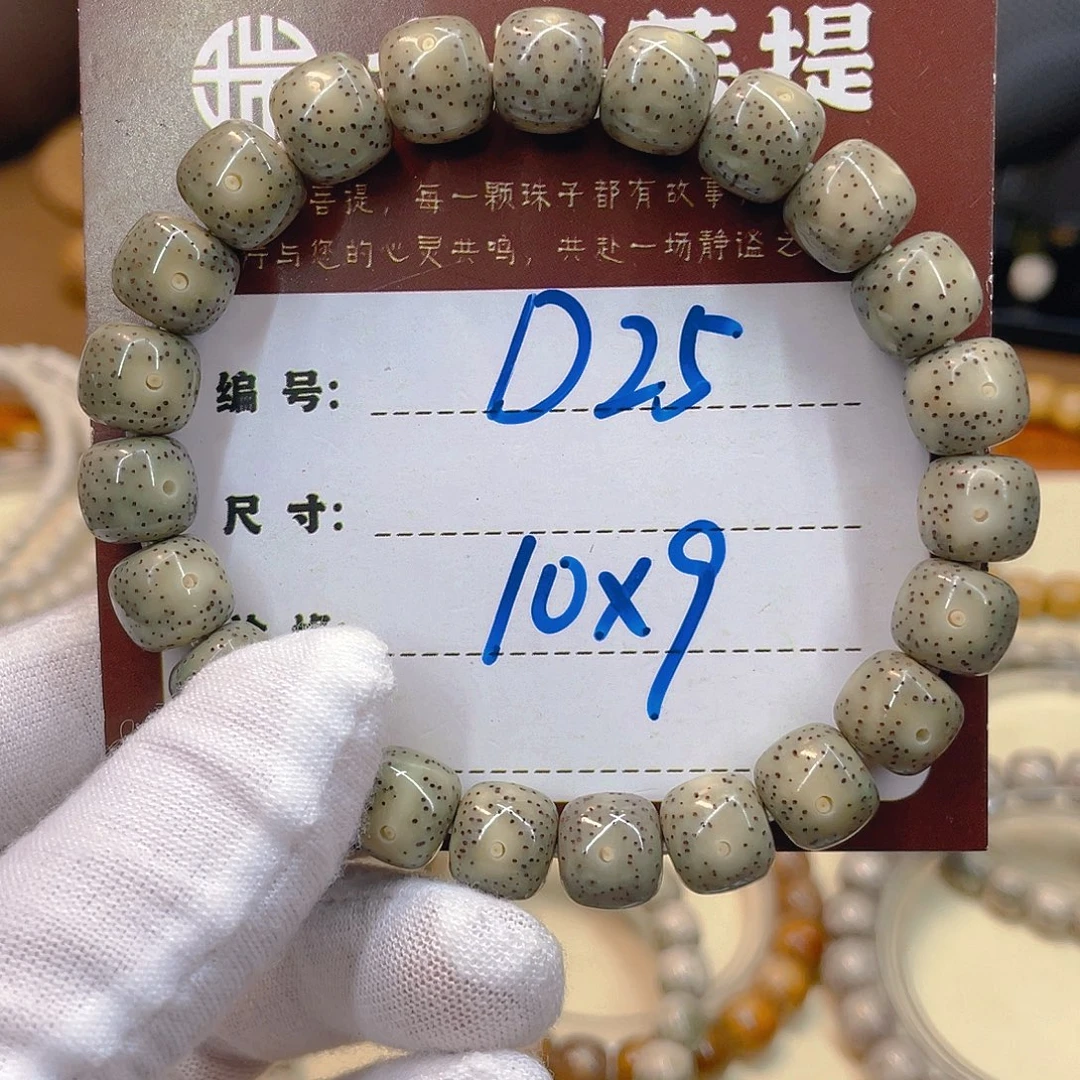 菩提
菩提，每一颗珠子都有故事
与您的心灵共鸣，共赴一场静谧之
编号：D25
尺寸：10x9